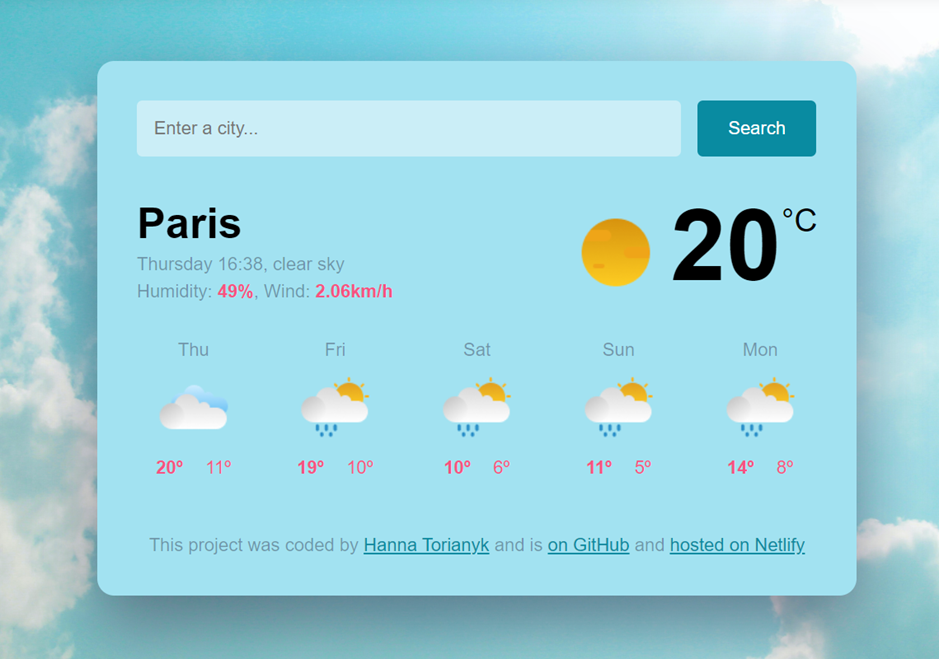 Enter a city...
Search
Paris
20 °C
Thursday 16:38, clear sky
Humidity: 49%, Wind: 2.06km/h
Thu Fri Sat Sun Mon
20º 11º 19º 10º 10º 6º 11º 5º 14º 8º
This project was coded by Hanna Torianyk and is on GitHub and hosted on Netlify